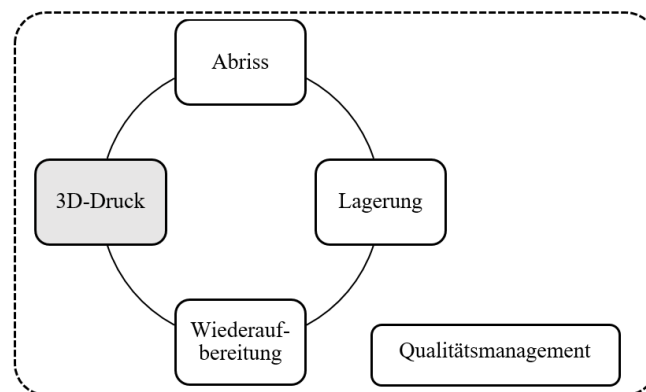 Abriss
3D-Druck
Lagerung
Wiederauf-
bereitung
Qualitätsmanagement